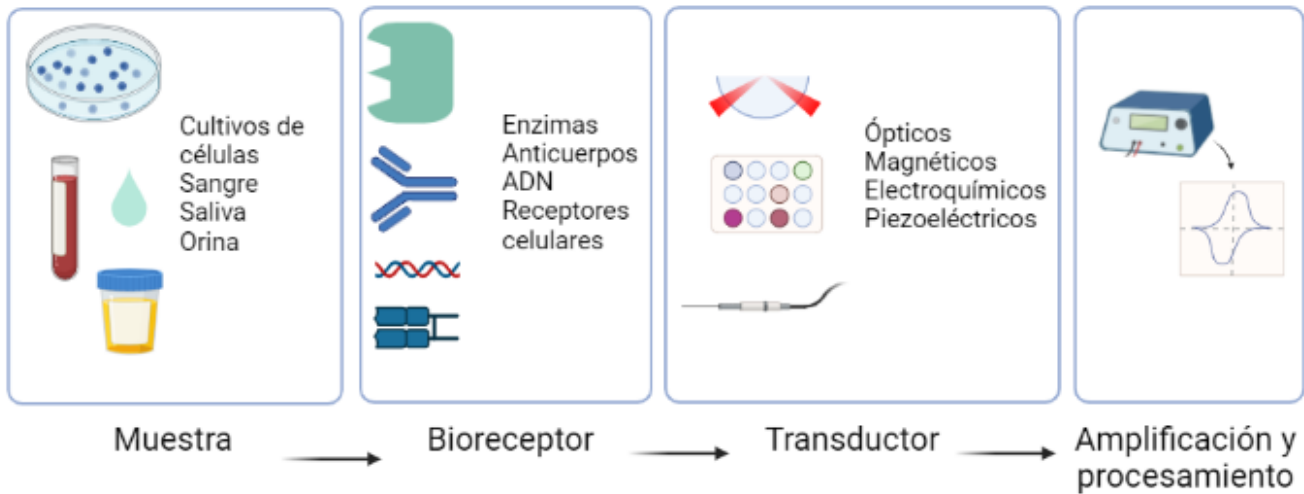 Cultivos de
células
Sangre
Saliva
Orina
Enzimas
Anticuerpos
ADN
Receptores
celulares
Ópticos
Magnéticos
Electroquímicos
Piezoeléctricos
Muestra
Bioreceptor
Transductor
Amplificación y
procesamiento